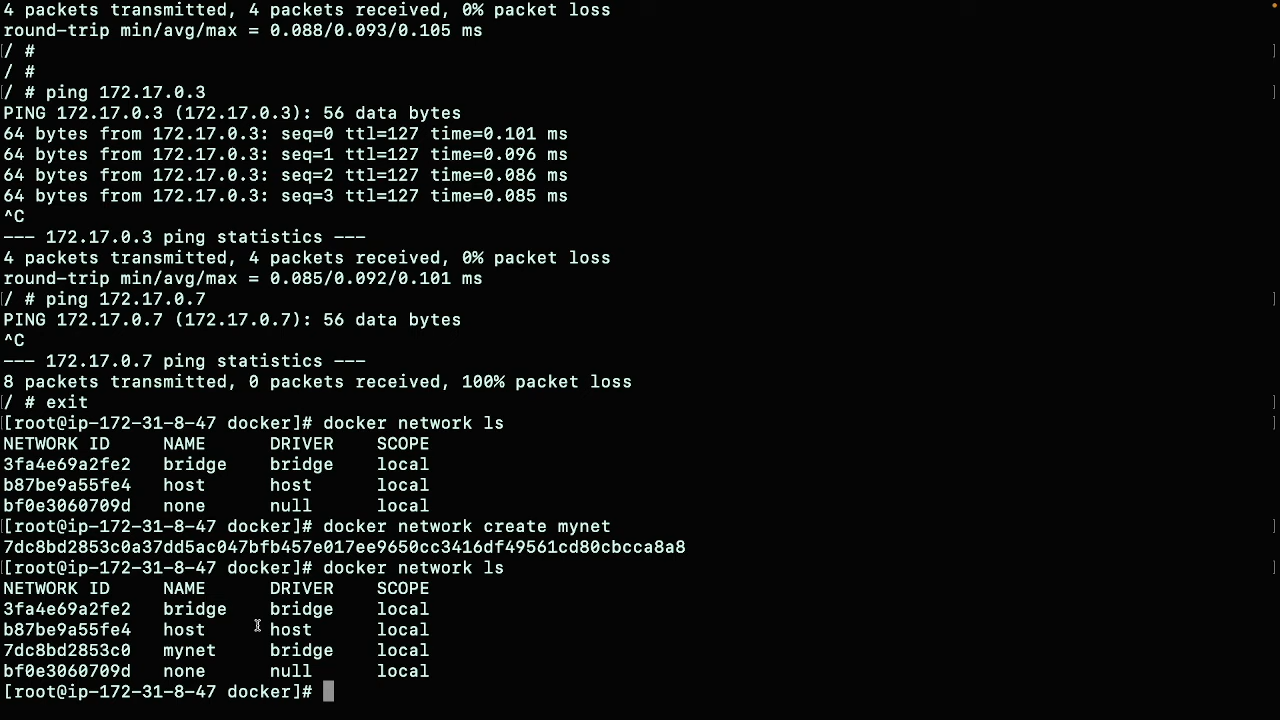 4 packets transmitted, 4 packets received, 0% packet loss
round-trip min/avg/max = 0.088/0.093/0.105 ms
/ #
/ #
/ # ping 172.17.0.3
PING 172.17.0.3 (172.17.0.3): 56 data bytes
64 bytes from 172.17.0.3: seq=0 ttl=127 time=0.101 ms
64 bytes from 172.17.0.3: seq=1 ttl=127 time=0.096 ms
64 bytes from 172.17.0.3: seq=2 ttl=127 time=0.086 ms
64 bytes from 172.17.0.3: seq=3 ttl=127 time=0.085 ms
^C
--- 172.17.0.3 ping statistics ---
4 packets transmitted, 4 packets received, 0% packet loss
round-trip min/avg/max = 0.085/0.092/0.101 ms
/ # ping 172.17.0.7
PING 172.17.0.7 (172.17.0.7): 56 data bytes
^C
--- 172.17.0.7 ping statistics ---
8 packets transmitted, 0 packets received, 100% packet loss
/ # exit
[root@ip-172-31-8-47 docker]# docker network ls
NETWORK ID NAME DRIVER SCOPE
3fa4e69a2fe2 bridge bridge local
b87be9a55fe4 host host local
bf0e3060709d none null local
[root@ip-172-31-8-47 docker]# docker network create mynet
7dc8bd2853c0a37dd5ac047bfb457e017ee9650cc3416df49561cd80cbcca8a8
[root@ip-172-31-8-47 docker]# docker network ls
NETWORK ID NAME DRIVER SCOPE
3fa4e69a2fe2 bridge bridge local
b87be9a55fe4 host host local
7dc8bd2853c0 mynet bridge local
bf0e3060709d none null local
[root@ip-172-31-8-47 docker]#